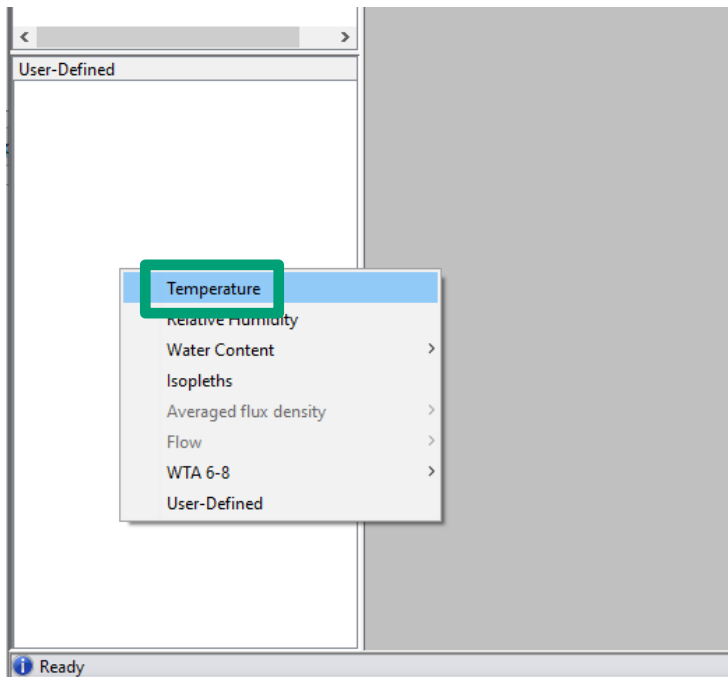 User-Defined
Temperature
Relative Humidity
Water Content
Isopleths
Averaged flux density
Flow
WTA 6-8
User-Defined
Ready